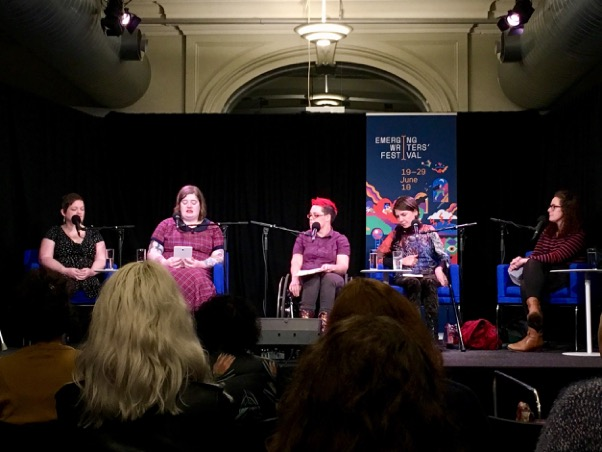 EMERGING
WRITERS'
FESTIVAL
19–29
June
18